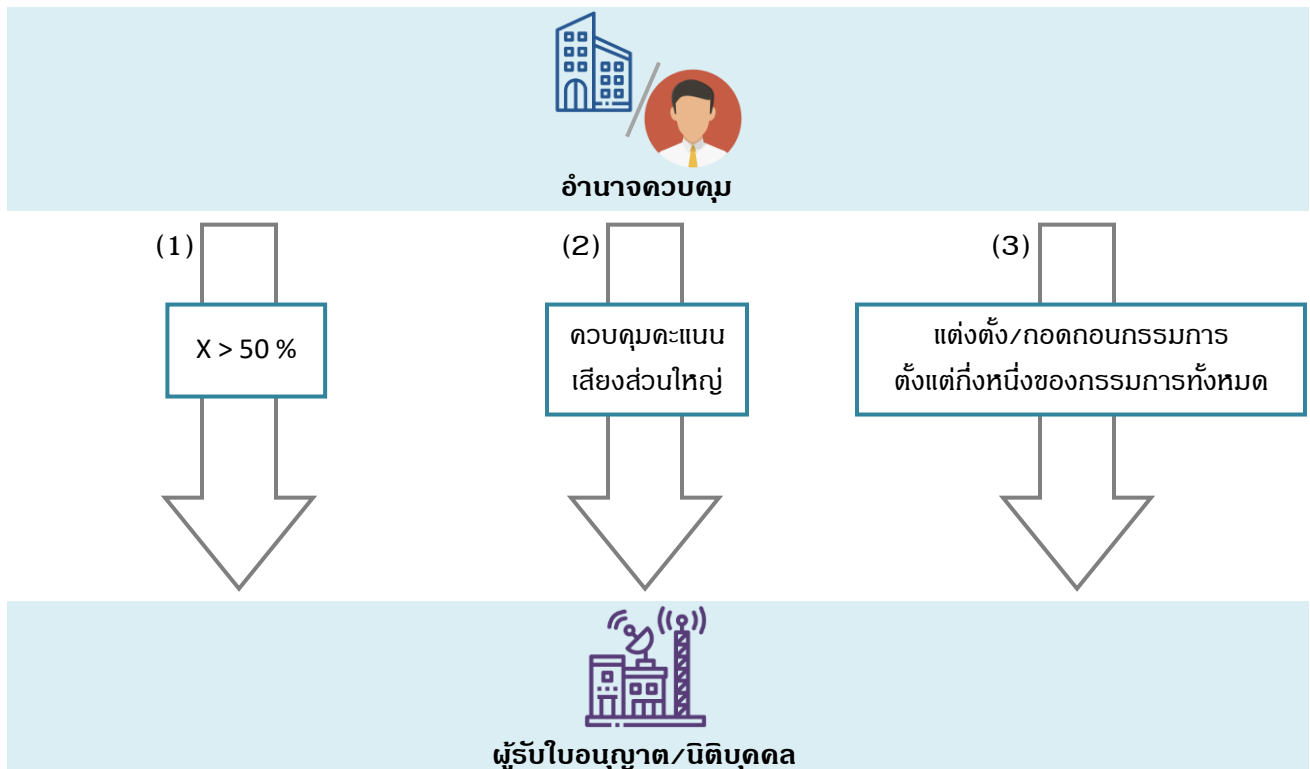 อำนาจควบคุม
(1)
X > 50 %
(2)
ควบคุมคะแนน
เสียงส่วนใหญ่
(3)
แต่งตั้ง/ถอดถอนกรรมการ
ตั้งแต่กึ่งหนึ่งของกรรมการทั้งหมด
ผู้รับใบอนุญาต/นิติบุคคล